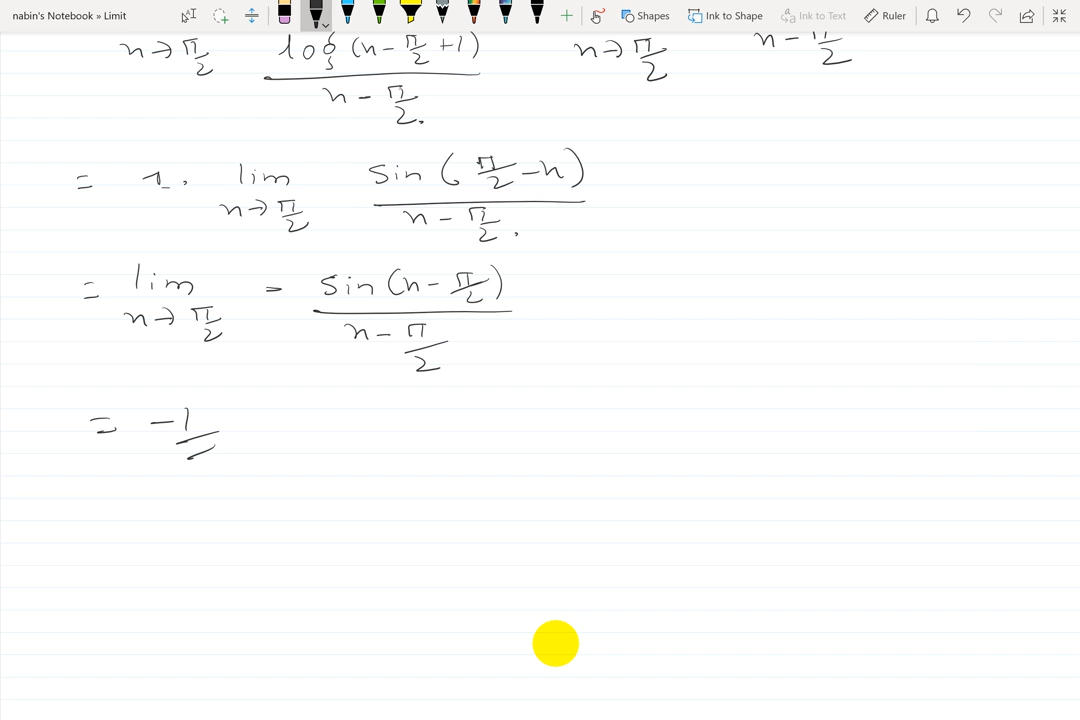 nabin's Notebook » Limit
Shapes
Ink to Shape
Ink to Text
Ruler
n→π/2 log (n - π/2 + 1) / n - π/2 . n→π/2 n - π/2
= 1. lim n→π/2 sin (π/2 - n) / n - π/2 .
= lim n→π/2 - sin (n - π/2) / n - π/2
= -1